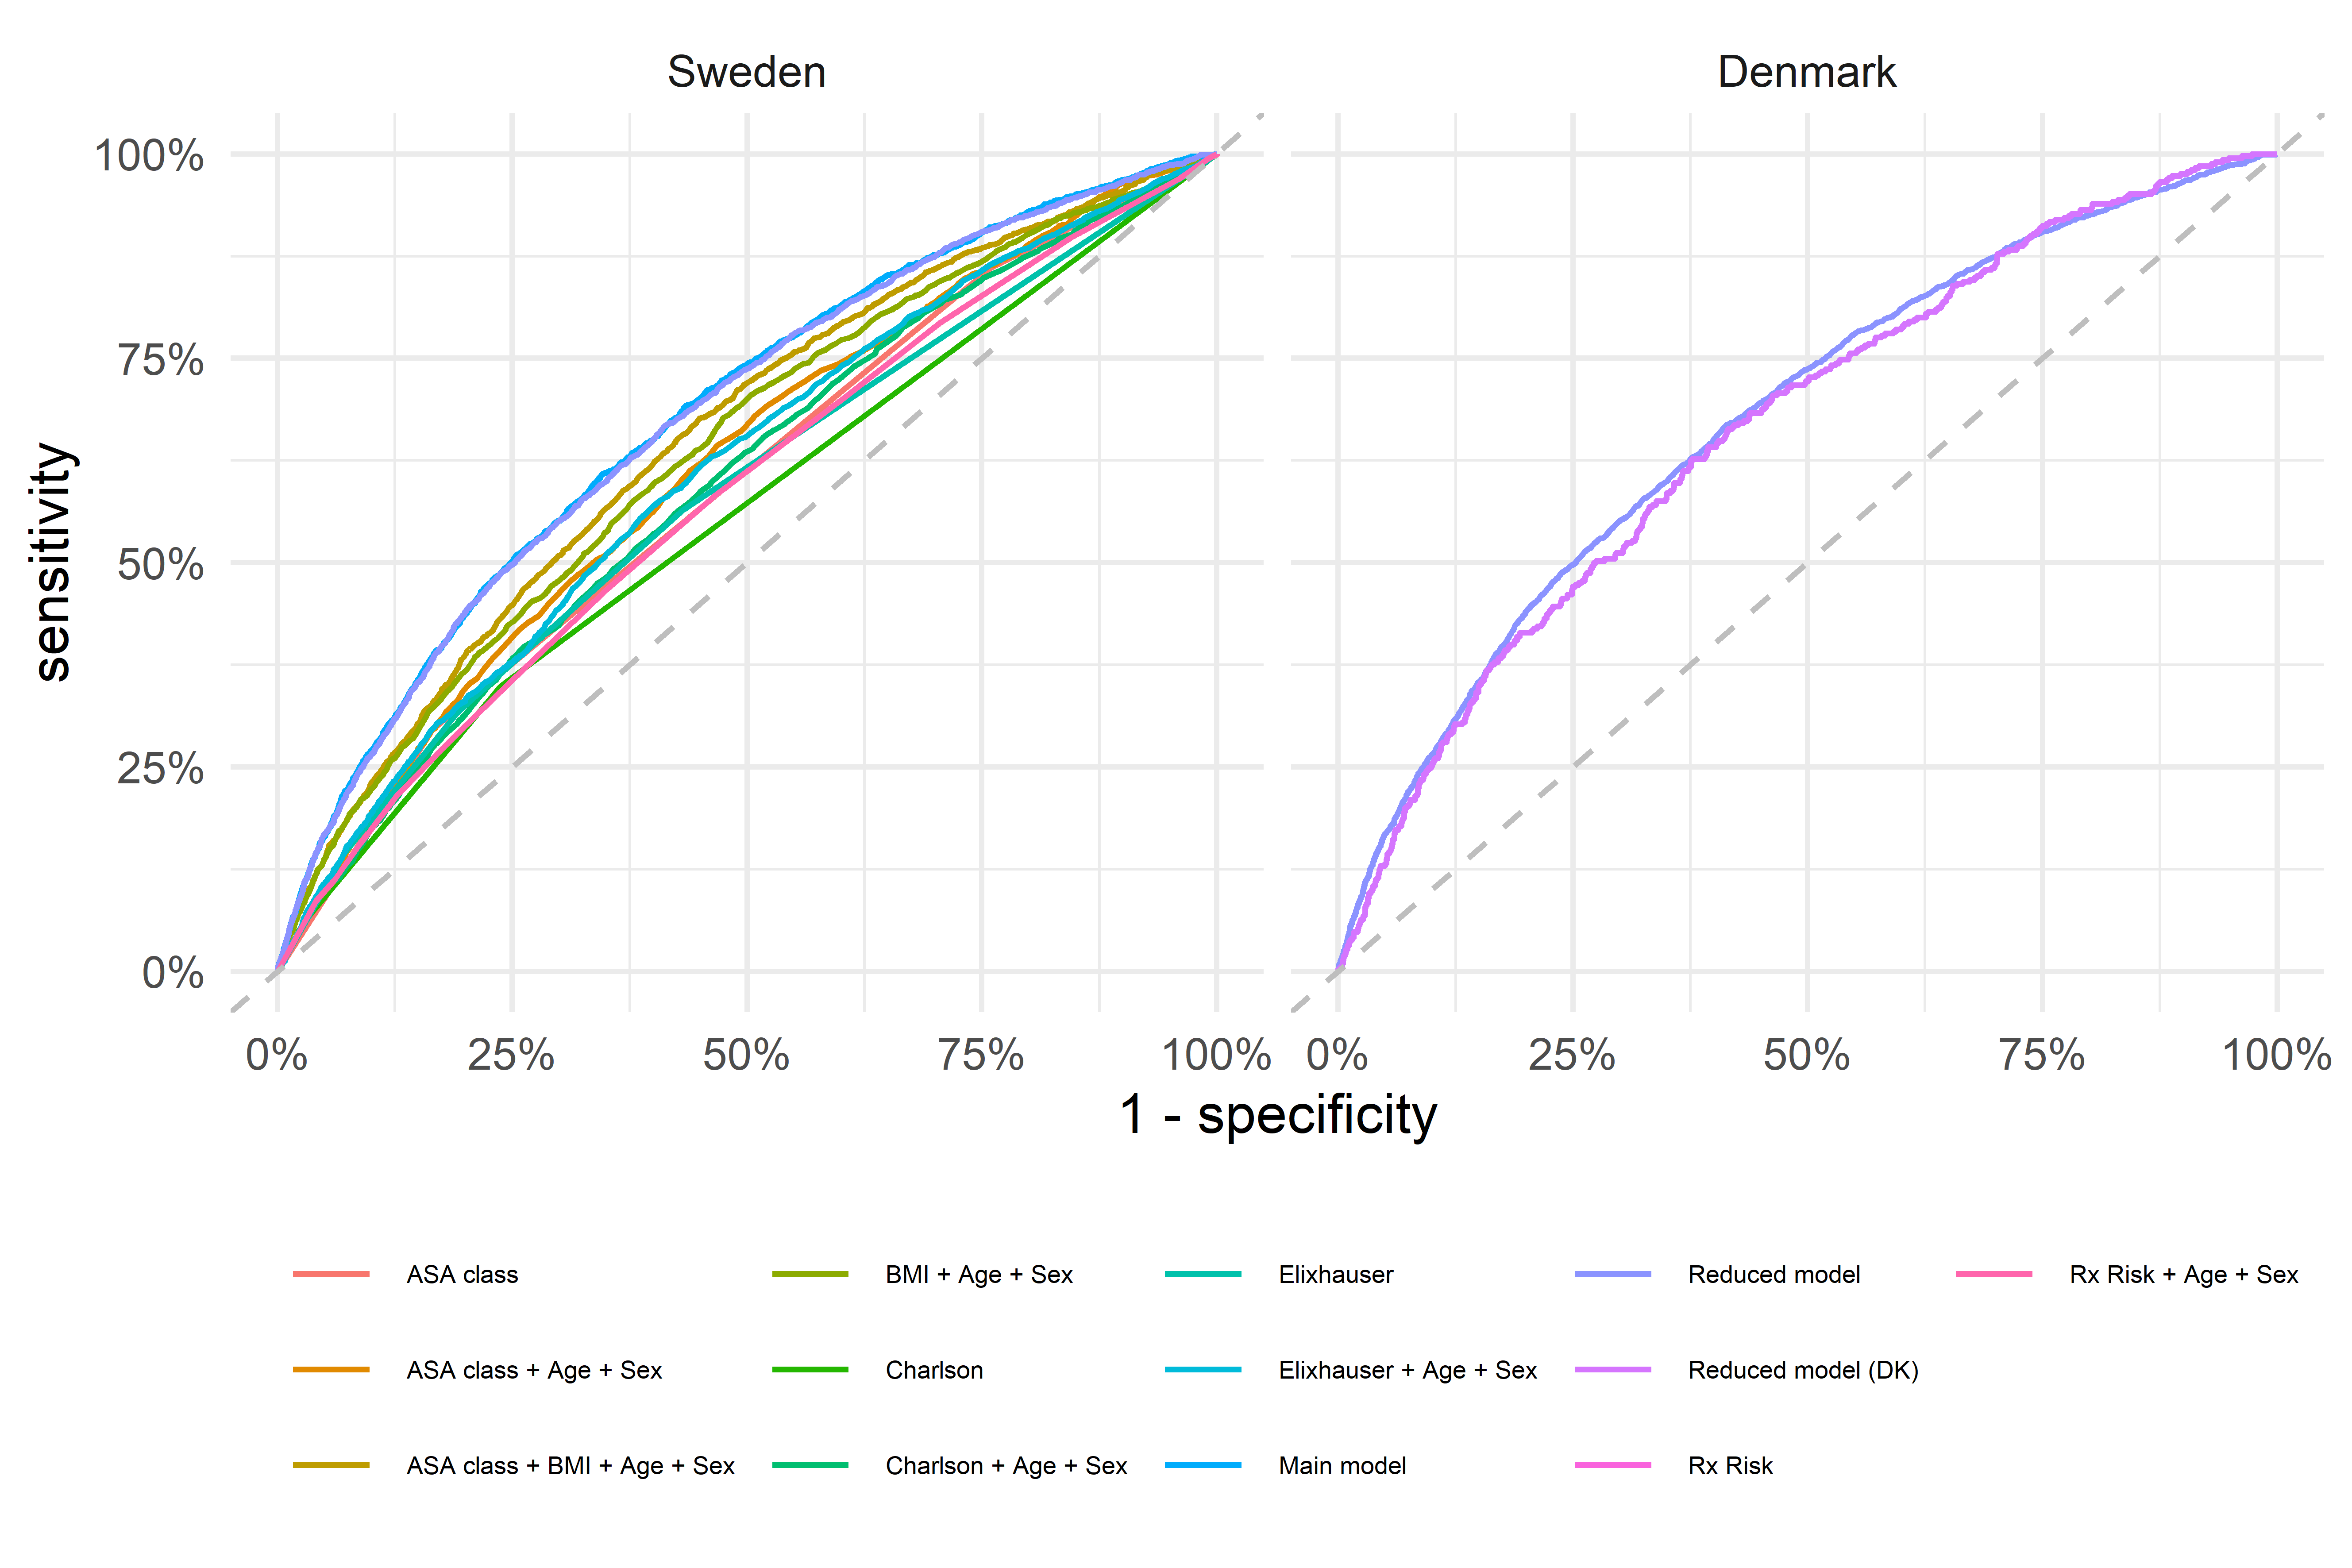 Sweden
Denmark
100%
75%
50%
25%
0%
sensitivity
0% 25% 50% 75% 100%
0% 25% 50% 75% 100%
1 - specificity
ASA class
BMI + Age + Sex
Elixhauser
Reduced model
Rx Risk + Age + Sex
ASA class + Age + Sex
Charlson
Elixhauser + Age + Sex
Reduced model (DK)
ASA class + BMI + Age + Sex
Charlson + Age + Sex
Main model
Rx Risk